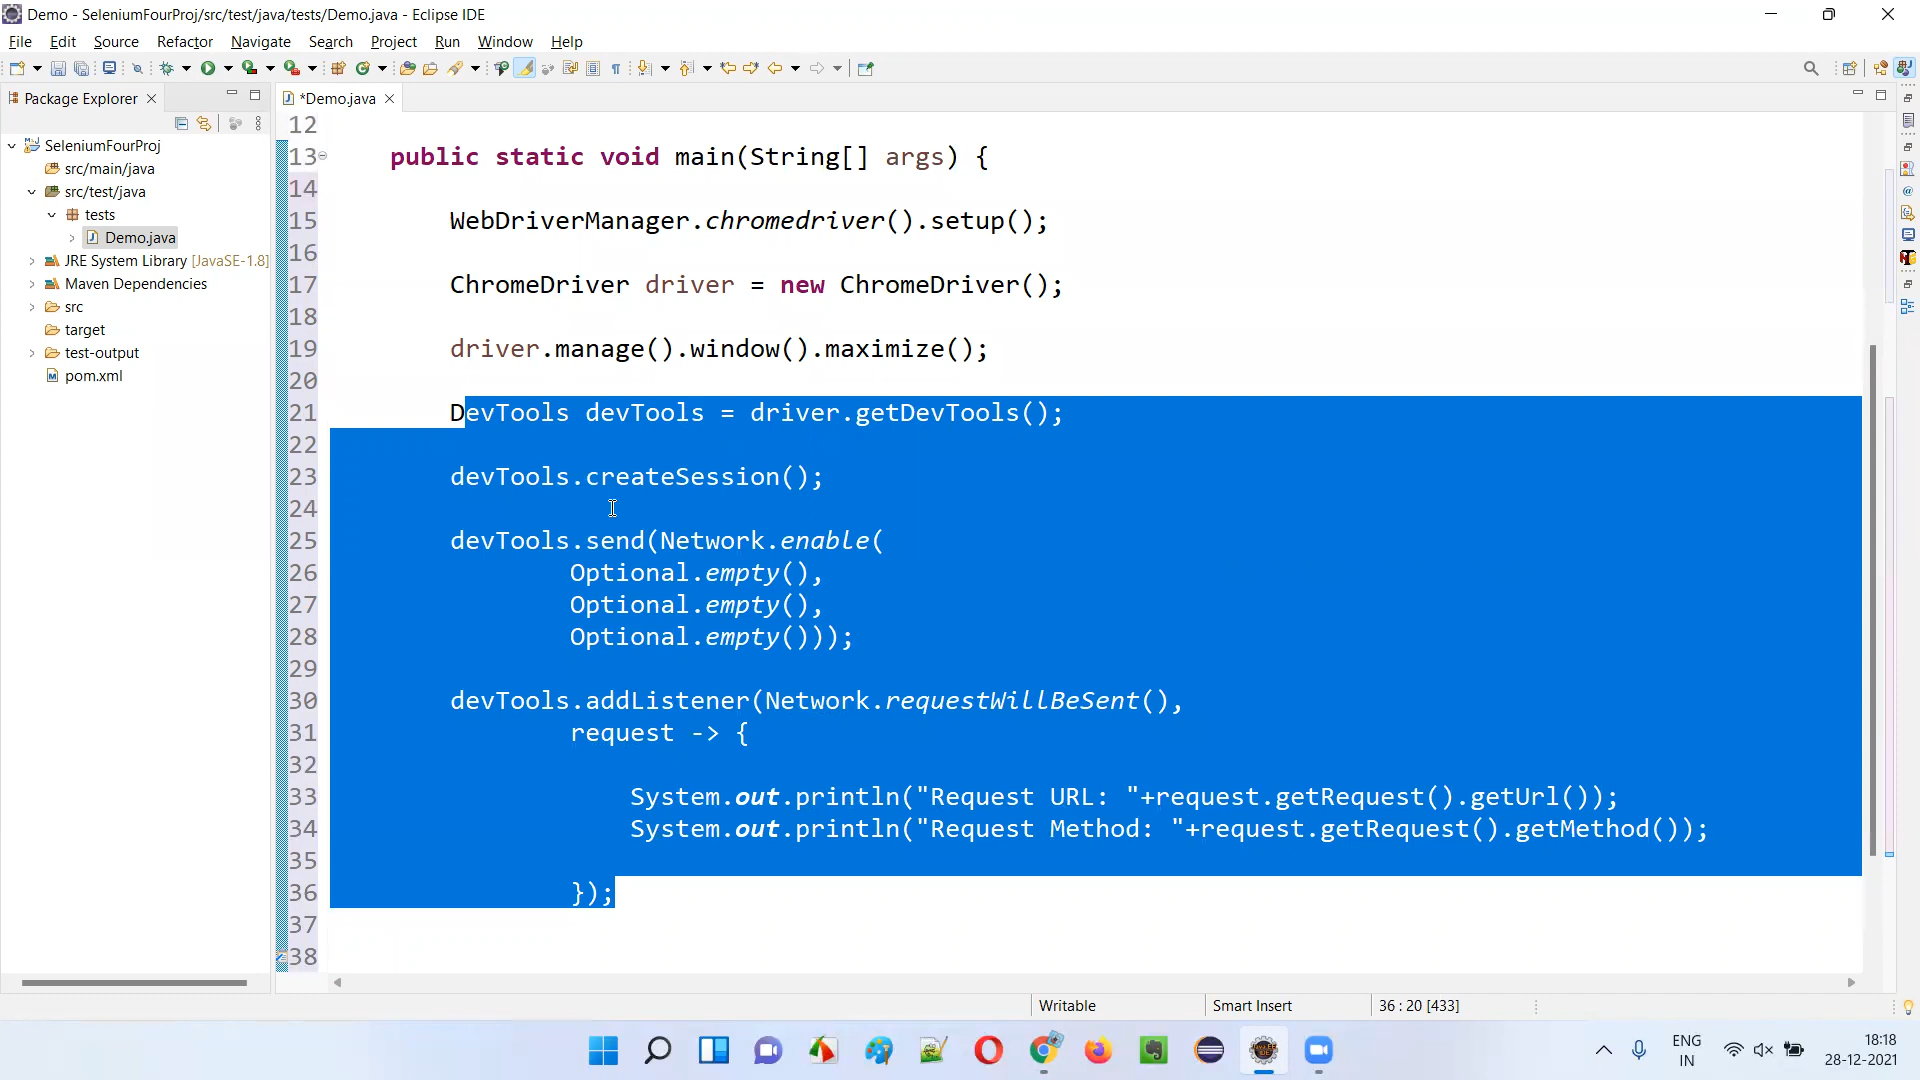 Demo - SeleniumFourProj/src/test/java/tests/Demo.java - Eclipse IDE
File Edit Source Refactor Navigate Search Project Run Window Help
Package Explorer
*Demo.java
SeleniumFourProj
src/main/java
src/test/java
tests
Demo.java
JRE System Library [JavaSE-1.8]
Maven Dependencies
src
target
test-output
pom.xml
12
13 public static void main(String[] args) {
14
15 WebDriverManager.chromedriver().setup();
16
17 ChromeDriver driver = new ChromeDriver();
18
19 driver.manage().window().maximize();
20
21 DevTools devTools = driver.getDevTools();
22
23 devTools.createSession();
24
25 devTools.send(Network.enable(
26 Optional.empty(),
27 Optional.empty(),
28 Optional.empty()));
29
30 devTools.addListener(Network.requestWillBeSent(),
31 request -> {
32
33 System.out.println("Request URL: "+request.getRequest().getUrl());
34 System.out.println("Request Method: "+request.getRequest().getMethod());
35
36 });
37
38
Writable Smart Insert 36 : 20 [433]
ENG
IN
18:18
28-12-2021